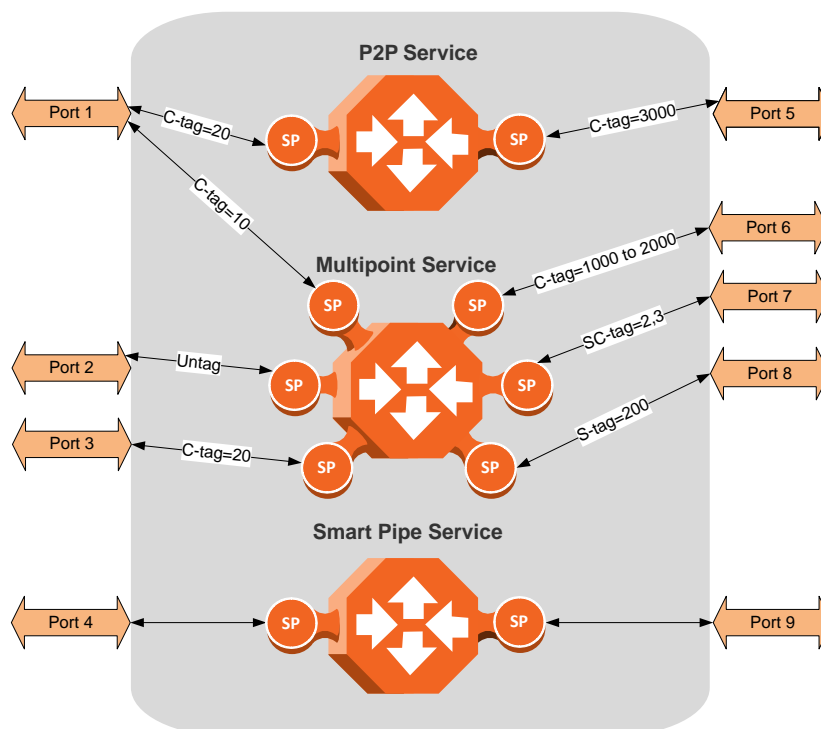 P2P Service
Port 1
C-tag=20
SP
SP
C-tag=3000
Port 5
C-tag=10
Multipoint Service
SP
SP
C-tag=1000 to 2000
Port 6
SC-tag=2,3
Port 7
Port 2
Untag
SP
SP
Port 8
S-tag=200
Port 3
C-tag=20
SP
SP
Smart Pipe Service
Port 4
SP
SP
Port 9